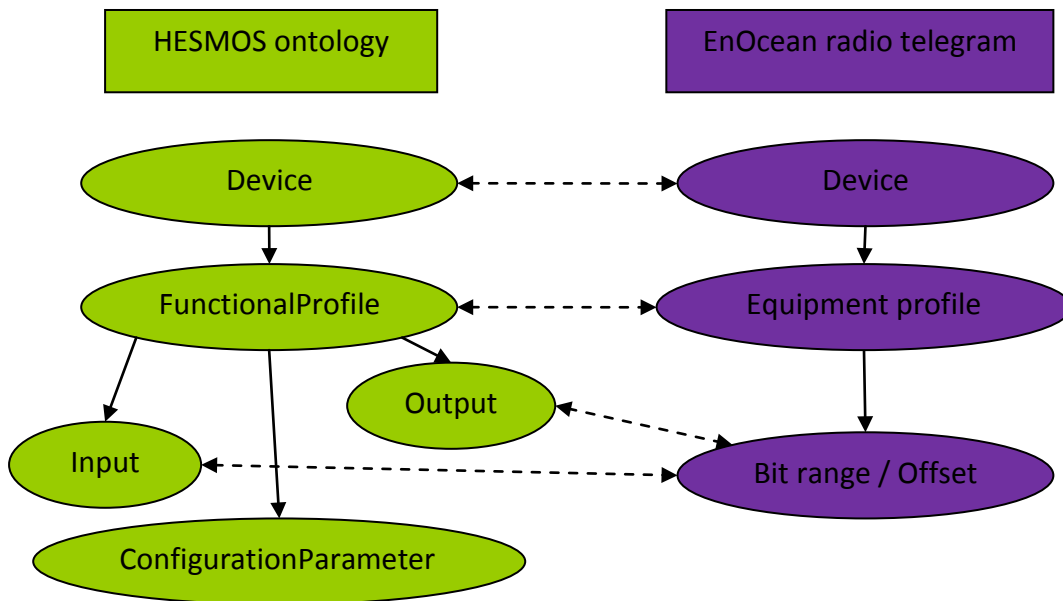 HESMOS ontology
EnOcean radio telegram
Device
Device
FunctionalProfile
Equipment profile
Output
Input
Bit range / Offset
ConfigurationParameter